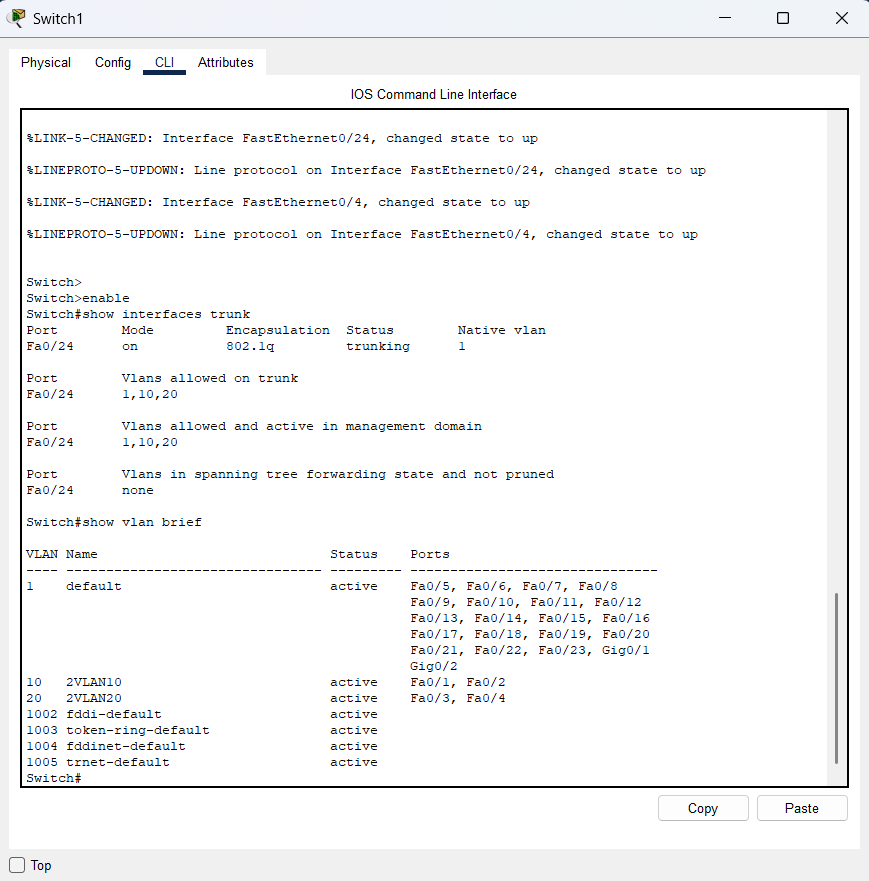 Switch1
Physical Config CLI Attributes
IOS Command Line Interface
%LINK-5-CHANGED: Interface FastEthernet0/24, changed state to up
%LINEPROTO-5-UPDOWN: Line protocol on Interface FastEthernet0/24, changed state to up
%LINK-5-CHANGED: Interface FastEthernet0/4, changed state to up
%LINEPROTO-5-UPDOWN: Line protocol on Interface FastEthernet0/4, changed state to up
Switch>
Switch>enable
Switch#show interfaces trunk
Port        Mode         Encapsulation  Status        Native vlan
Fa0/24      on           802.1q         trunking      1
Port        Vlans allowed on trunk
Fa0/24      1,10,20
Port        Vlans allowed and active in management domain
Fa0/24      1,10,20
Port        Vlans in spanning tree forwarding state and not pruned
Fa0/24      none
Switch#show vlan brief
VLAN Name                             Status    Ports
---- -------------------------------- --------- -------------------------------
1    default                          active    Fa0/5, Fa0/6, Fa0/7, Fa0/8
                                                Fa0/9, Fa0/10, Fa0/11, Fa0/12
                                                Fa0/13, Fa0/14, Fa0/15, Fa0/16
                                                Fa0/17, Fa0/18, Fa0/19, Fa0/20
                                                Fa0/21, Fa0/22, Fa0/23, Gig0/1
                                                Gig0/2
10   2VLAN10                          active    Fa0/1, Fa0/2
20   2VLAN20                          active    Fa0/3, Fa0/4
1002 fddi-default                     active
1003 token-ring-default               active
1004 fddinet-default                  active
1005 trnet-default                    active
Switch#
Copy Paste
Top